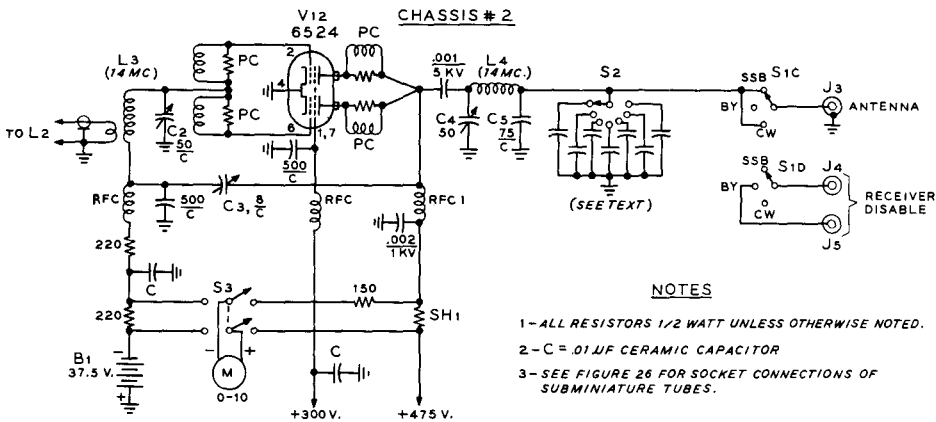 CHASSIS # 2
V12
6524
PC
PC
PC
PC
2
4
6
1,7
L3
(14 MC.)
TO L2
C2
50
C
500
C
.001
5 KV
L4
(14 MC.)
C4
50
C5
75
C
S2
(SEE TEXT)
S1C
SSB
BY
CW
J3
ANTENNA
S1D
SSB
BY
CW
J4
J5
RECEIVER
DISABLE
RFC
500
C
C3, 8
C
RFC
RFC 1
.002
1 KV
220
C
220
S3
150
SH1
B1
37.5 V.
-
+
-
+
M
0-10
C
+300 V.
+475 V.
NOTES
1 - ALL RESISTORS 1/2 WATT UNLESS OTHERWISE NOTED.
2 - C = .01 µF CERAMIC CAPACITOR
3 - SEE FIGURE 26 FOR SOCKET CONNECTIONS OF
SUBMINIATURE TUBES.